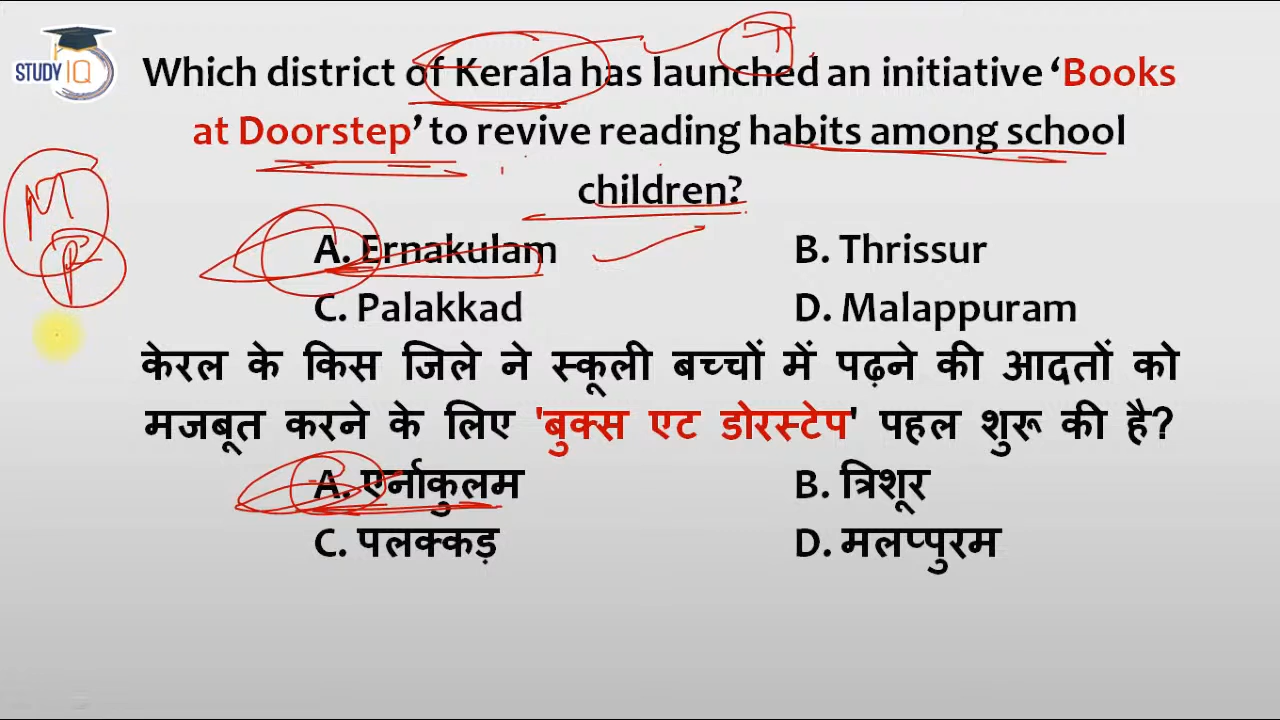 STUDY IQ
Which district of Kerala has launched an initiative ‘Books
at Doorstep’ to revive reading habits among school
children?
A. Ernakulam B. Thrissur
C. Palakkad D. Malappuram
केरल के किस जिले ने स्कूली बच्चों में पढ़ने की आदतों को
मजबूत करने के लिए 'बुक्स एट डोरस्टेप' पहल शुरू की है?
A. एर्नाकुलम B. त्रिशूर
C. पलक्कड़ D. मलप्पुरम